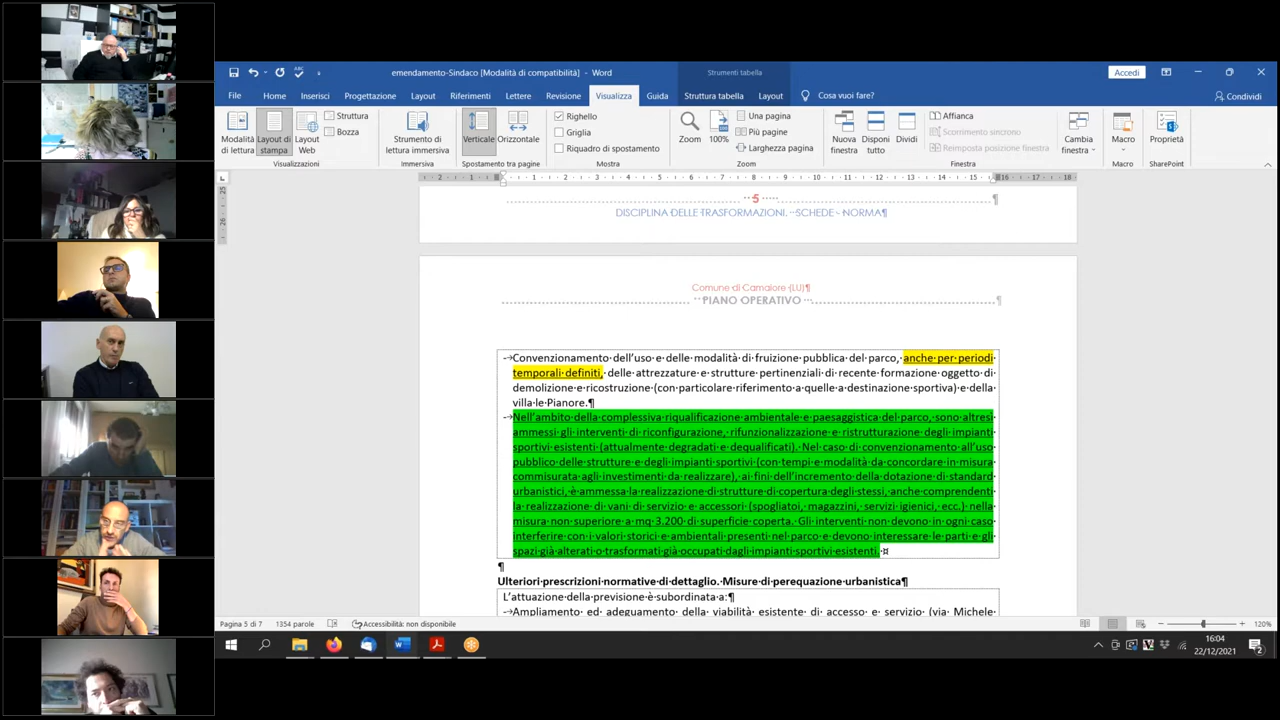 emendamento-Sindaco [Modalità di compatibilità] - Word
Strumenti tabella
Accedi
File Home Inserisci Progettazione Layout Riferimenti Lettere Revisione Visualizza Guida Struttura tabella Layout Cosa vuoi fare?
Condividi
Modalità di lettura
Layout di stampa
Layout Web
Struttura
Bozza
Visualizzazioni
Strumento di lettura immersiva
Immersiva
Verticale
Orizzontale
Spostamento tra pagine
Righello
Griglia
Riquadro di spostamento
Mostra
Zoom
100%
Una pagina
Più pagine
Larghezza pagina
Zoom
Nuova finestra
Disponi tutto
Dividi
Affianca
Scorrimento sincrono
Reimposta posizione finestra
Finestra
Cambia finestra
Macro
Macro
Proprietà
SharePoint
5
DISCIPLINA DELLE TRASFORMAZIONI. SCHEDE - NORMA¶
Comune di Camaiore (LU)¶
PIANO OPERATIVO ¶
Convenzionamento dell'uso e delle modalità di fruizione pubblica del parco, anche per periodi
temporali definiti, delle attrezzature e strutture pertinenziali di recente formazione oggetto di
demolizione e ricostruzione (con particolare riferimento a quelle a destinazione sportiva) e della
villa le Pianore.¶
Nell'ambito della complessiva riqualificazione ambientale e paesaggistica del parco, sono altresì
ammessi gli interventi di riconfigurazione, rifunzionalizzazione e ristrutturazione degli impianti
sportivi esistenti (attualmente degradati e dequalificati). Nel caso di convenzionamento all'uso
pubblico delle strutture e degli impianti sportivi (con tempi e modalità da concordare in misura
commisurata agli investimenti da realizzare), ai fini dell'incremento della dotazione di standard
urbanistici, è ammessa la realizzazione di strutture di copertura degli stessi, anche comprendenti
la realizzazione di vani di servizio e accessori (spogliatoi, magazzini, servizi igienici, ecc.) nella
misura non superiore a mq 3.200 di superficie coperta. Gli interventi non devono in ogni caso
interferire con i valori storici e ambientali presenti nel parco e devono interessare le parti e gli
spazi già alterati o trasformati già occupati dagli impianti sportivi esistenti. ¤
¶
Ulteriori prescrizioni normative di dettaglio. Misure di perequazione urbanistica¶
L'attuazione della previsione è subordinata a:¶
Ampliamento ed adeguamento della viabilità esistente di accesso e servizio (via Michele
Pagina 5 di 7 1354 parole Accessibilità: non disponibile
120%
16:04
22/12/2021